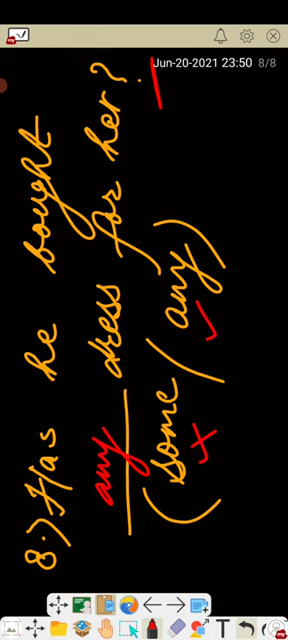 Jun-20-2021 23:50 8/8
8.) Has he bought
any dress for her?
(some / any)